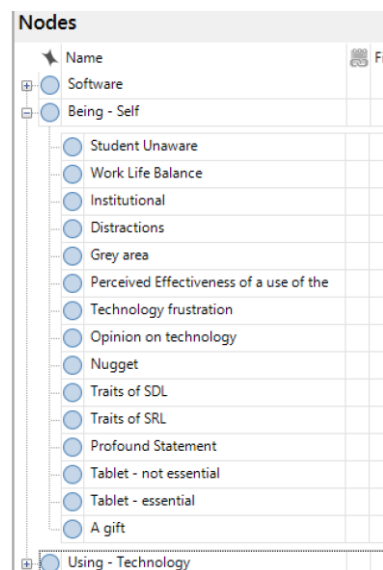 Nodes
Name
Fi
Software
Being - Self
Student Unaware
Work Life Balance
Institutional
Distractions
Grey area
Perceived Effectiveness of a use of the
Technology frustration
Opinion on technology
Nugget
Traits of SDL
Traits of SRL
Profound Statement
Tablet - not essential
Tablet - essential
A gift
Using - Technology